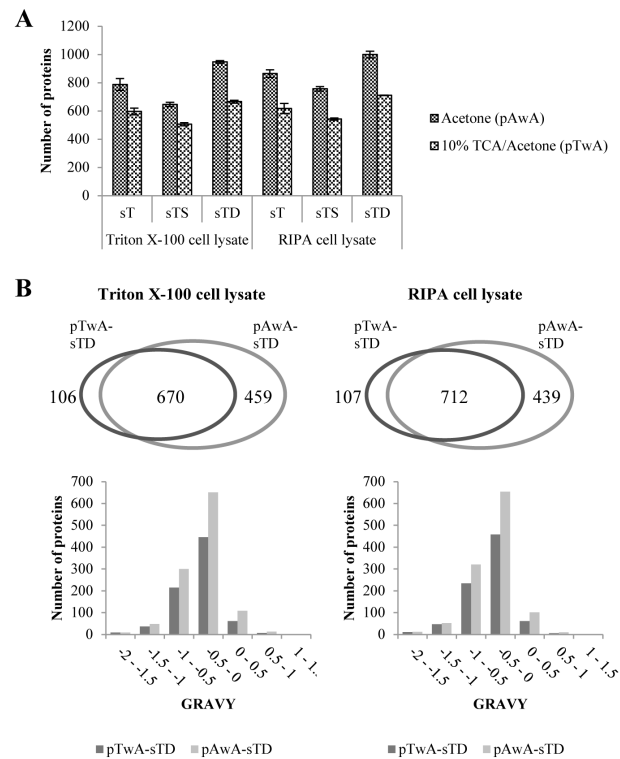 A
Number of proteins
1200
1000
800
600
400
200
0
sT sTS sTD sT sTS sTD
Triton X-100 cell lysate RIPA cell lysate
Acetone (pAwA)
10% TCA/Acetone (pTwA)
B
Triton X-100 cell lysate
pTwA-
sTD
pAwA-
sTD
106 670 459
RIPA cell lysate
pTwA-
sTD
pAwA-
sTD
107 712 439
Number of proteins
700
600
500
400
300
200
100
0
-2 - -1.5
-1.5 - -1
-1 - -0.5
-0.5 - 0
0 - 0.5
0.5 - 1
1 - 1..
GRAVY
pTwA-sTD pAwA-sTD
Number of proteins
700
600
500
400
300
200
100
0
-2 - -1.5
-1.5 - -1
-1 - -0.5
-0.5 - 0
0 - 0.5
0.5 - 1
1 - 1.5
GRAVY
pTwA-sTD pAwA-sTD